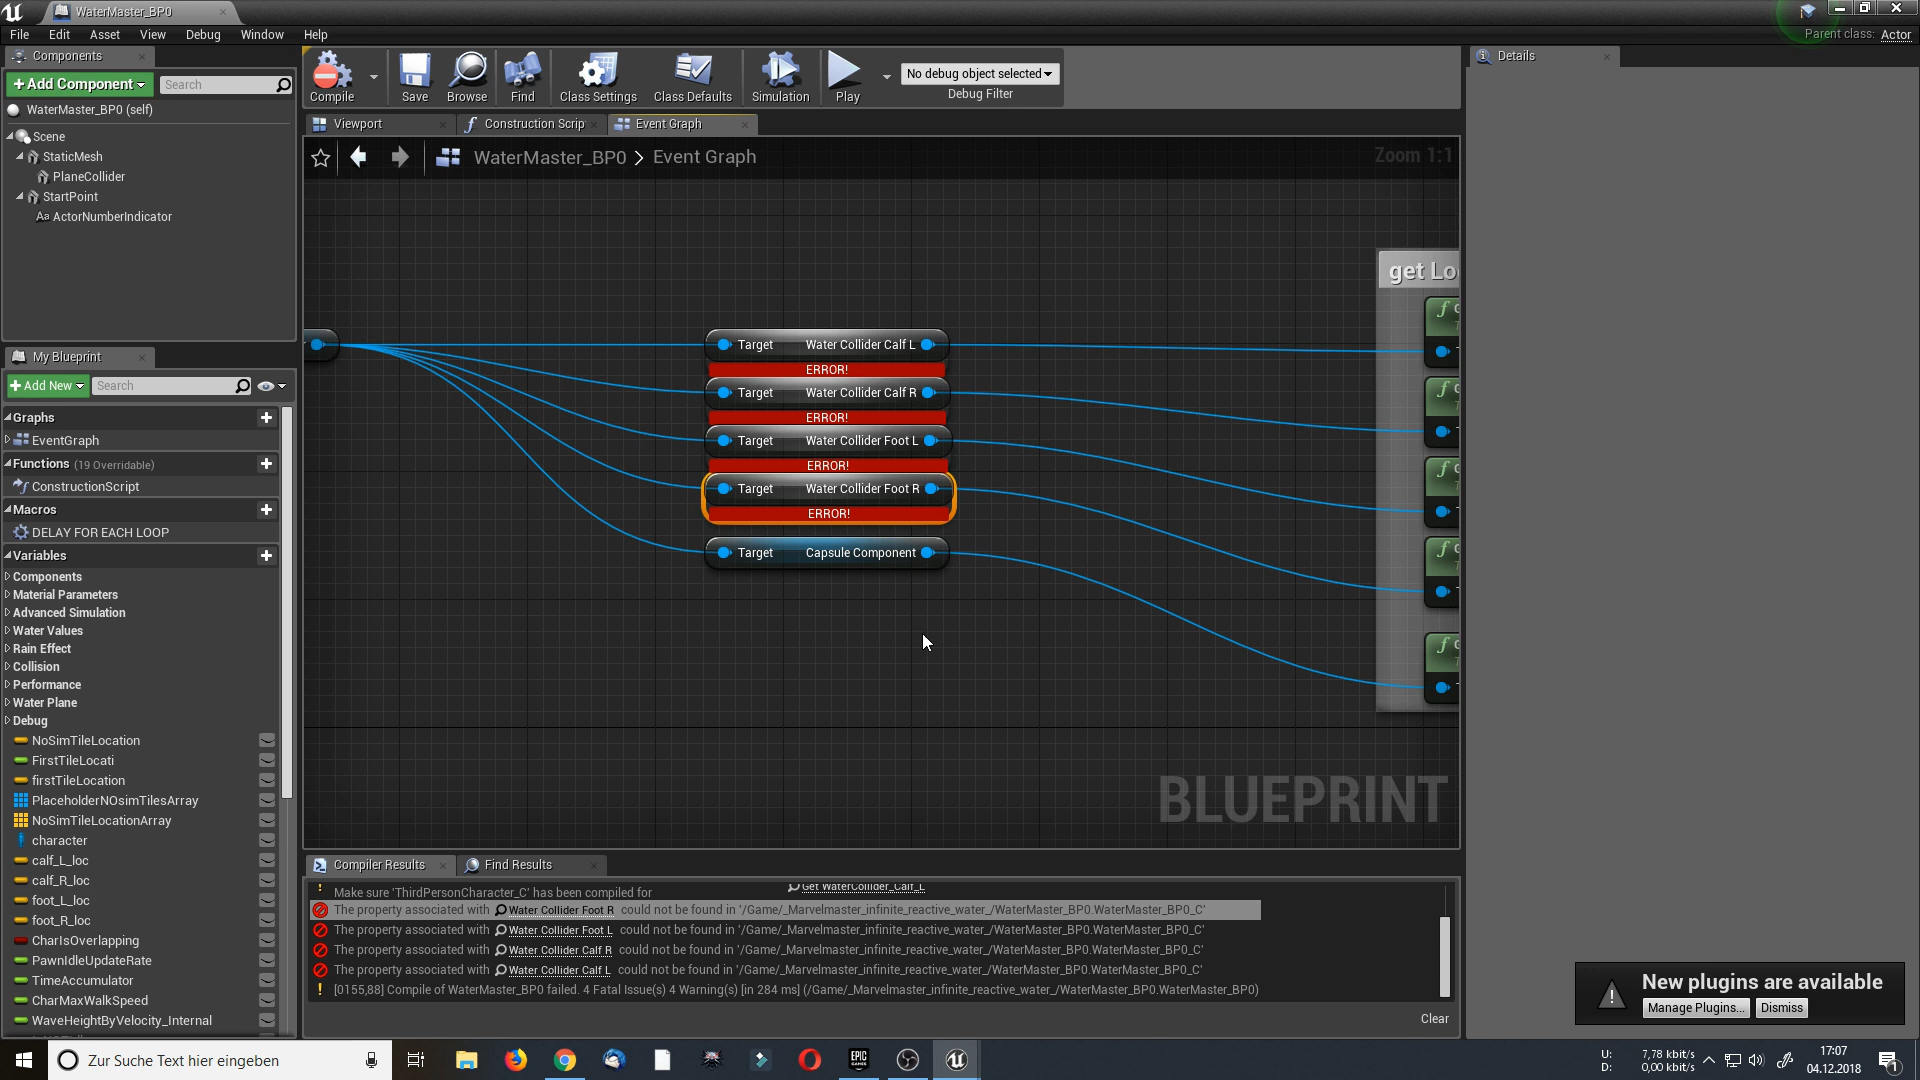 WaterMaster_BP0
File Edit Asset View Debug Window Help
Parent class: Actor
Components
+Add Component
Search
WaterMaster_BP0 (self)
Scene
StaticMesh
PlaneCollider
StartPoint
Aa ActorNumberIndicator
My Blueprint
+Add New
Search
Graphs
EventGraph
Functions (19 Overridable)
ConstructionScript
Macros
DELAY FOR EACH LOOP
Variables
Components
Material Parameters
Advanced Simulation
Water Values
Rain Effect
Collision
Performance
Water Plane
Debug
NoSimTileLocation
FirstTileLocati
firstTileLocation
PlaceholderNOsimTilesArray
NoSimTileLocationArray
character
calf_L_loc
calf_R_loc
foot_L_loc
foot_R_loc
CharIsOverlapping
PawnIdleUpdateRate
TimeAccumulator
CharMaxWalkSpeed
WaveHeightByVelocity_Internal
Compile
Save
Browse
Find
Class Settings
Class Defaults
Simulation
Play
No debug object selected
Debug Filter
Viewport
Construction Scrip
Event Graph
WaterMaster_BP0 > Event Graph
Zoom 1:1
Target Water Collider Calf L
ERROR!
Target Water Collider Calf R
ERROR!
Target Water Collider Foot L
ERROR!
Target Water Collider Foot R
ERROR!
Target Capsule Component
get Lo
BLUEPRINT
Compiler Results
Find Results
Make sure 'ThirdPersonCharacter_C' has been compiled for Get WaterCollider_Calf_L
The property associated with Water Collider Foot R could not be found in '/Game/_Marvelmaster_infinite_reactive_water_/WaterMaster_BP0.WaterMaster_BP0_C'
The property associated with Water Collider Foot L could not be found in '/Game/_Marvelmaster_infinite_reactive_water_/WaterMaster_BP0.WaterMaster_BP0_C'
The property associated with Water Collider Calf R could not be found in '/Game/_Marvelmaster_infinite_reactive_water_/WaterMaster_BP0.WaterMaster_BP0_C'
The property associated with Water Collider Calf L could not be found in '/Game/_Marvelmaster_infinite_reactive_water_/WaterMaster_BP0.WaterMaster_BP0_C'
[0155,88] Compile of WaterMaster_BP0 failed. 4 Fatal Issue(s) 4 Warning(s) [in 284 ms] (/Game/_Marvelmaster_infinite_reactive_water_/WaterMaster_BP0.WaterMaster_BP0)
Clear
Details
New plugins are available
Manage Plugins...
Dismiss
Zur Suche Text hier eingeben
EPIC GAMES
U: 7,78 kbit/s
D: 0,00 kbit/s
17:07
04.12.2018
1